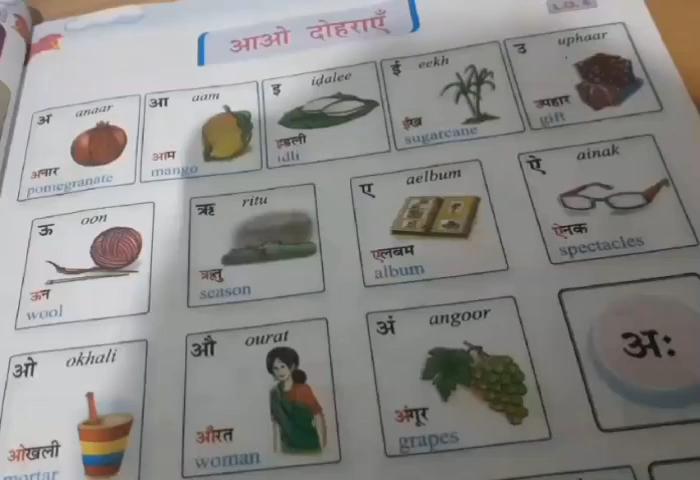 आओ दोहराएँ
अ anaar
अनार
pomegranate
आ aam
आम
mango
इ idalee
इडली
idli
ई eekh
ईख
sugarcane
उ uphaar
उपहार
gift
ऊ oon
ऊन
wool
ऋ ritu
ऋतु
season
ए aelbum
एलबम
album
ऐ ainak
ऐनक
spectacles
ओ okhali
ओखली
mortar
औ ourat
औरत
woman
अं angoor
अंगूर
grapes
अः